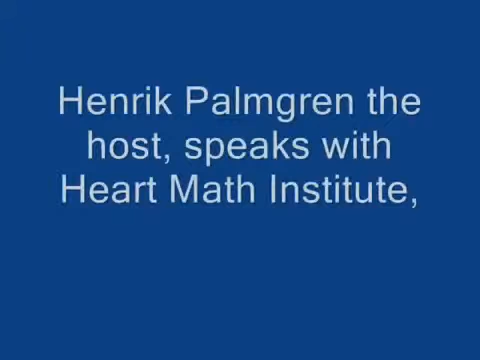 Henrik Palmgren the
host, speaks with
Heart Math Institute,